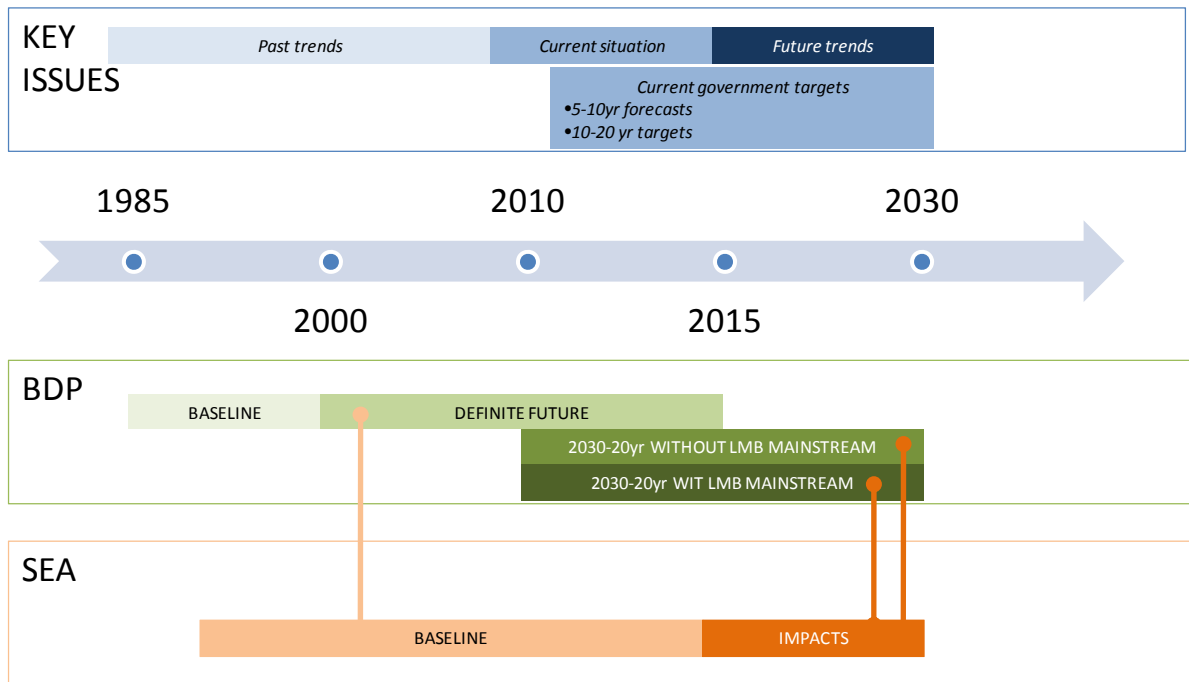 KEY
ISSUES
Past trends
Current situation
Future trends
Current government targets
•5-10yr forecasts
•10-20 yr targets
1985
2010
2030
2000
2015
BDP
BASELINE
DEFINITE FUTURE
2030-20yr WITHOUT LMB MAINSTREAM
2030-20yr WIT LMB MAINSTREAM
SEA
BASELINE
IMPACTS